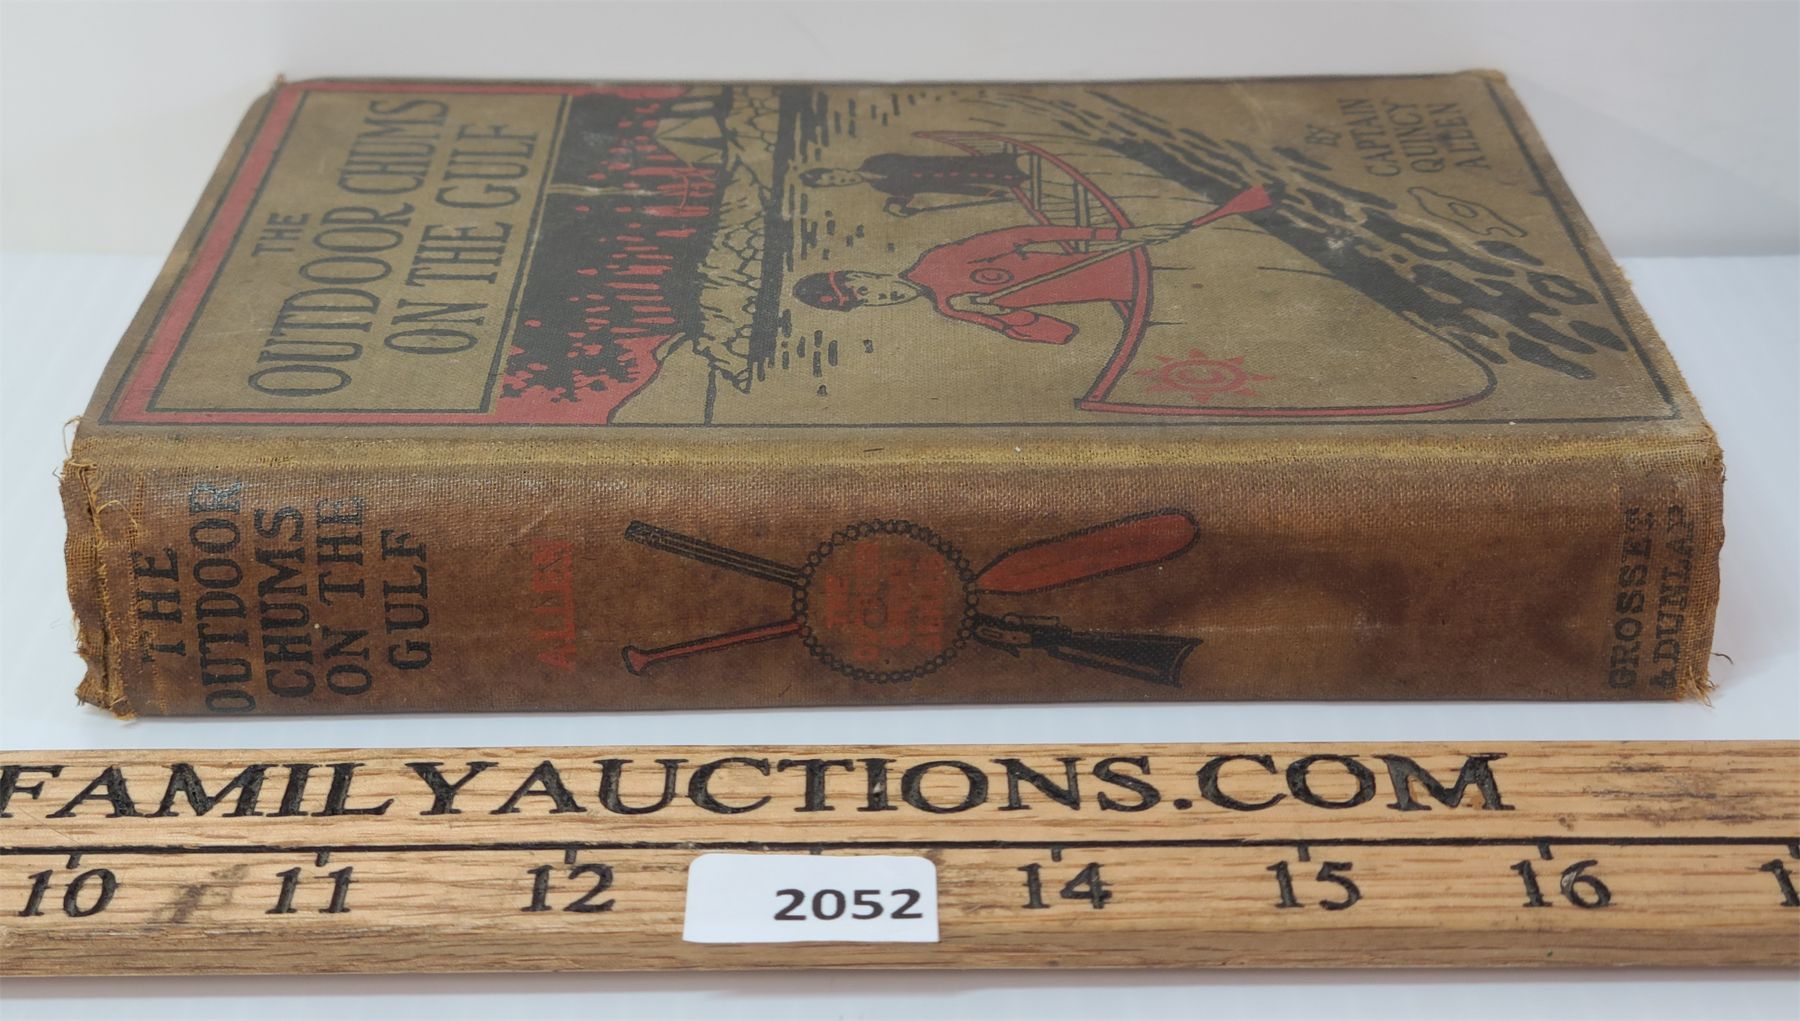 THE
OUTDOOR CHUMS
ON THE GULF
BY
CAPTAIN
QUINCY
ALLEN
C
C
THE
OUTDOOR
CHUMS
ON THE
GULF
ALLEN
THE
GROSSET
& DUNLAP
FAMILYAUCTIONS.COM
10 11 12 14 15 16
2052